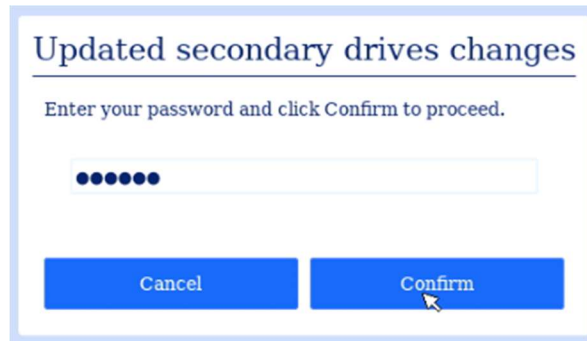 Updated secondary drives changes
Enter your password and click Confirm to proceed.
●●●●●●
Cancel
Confirm